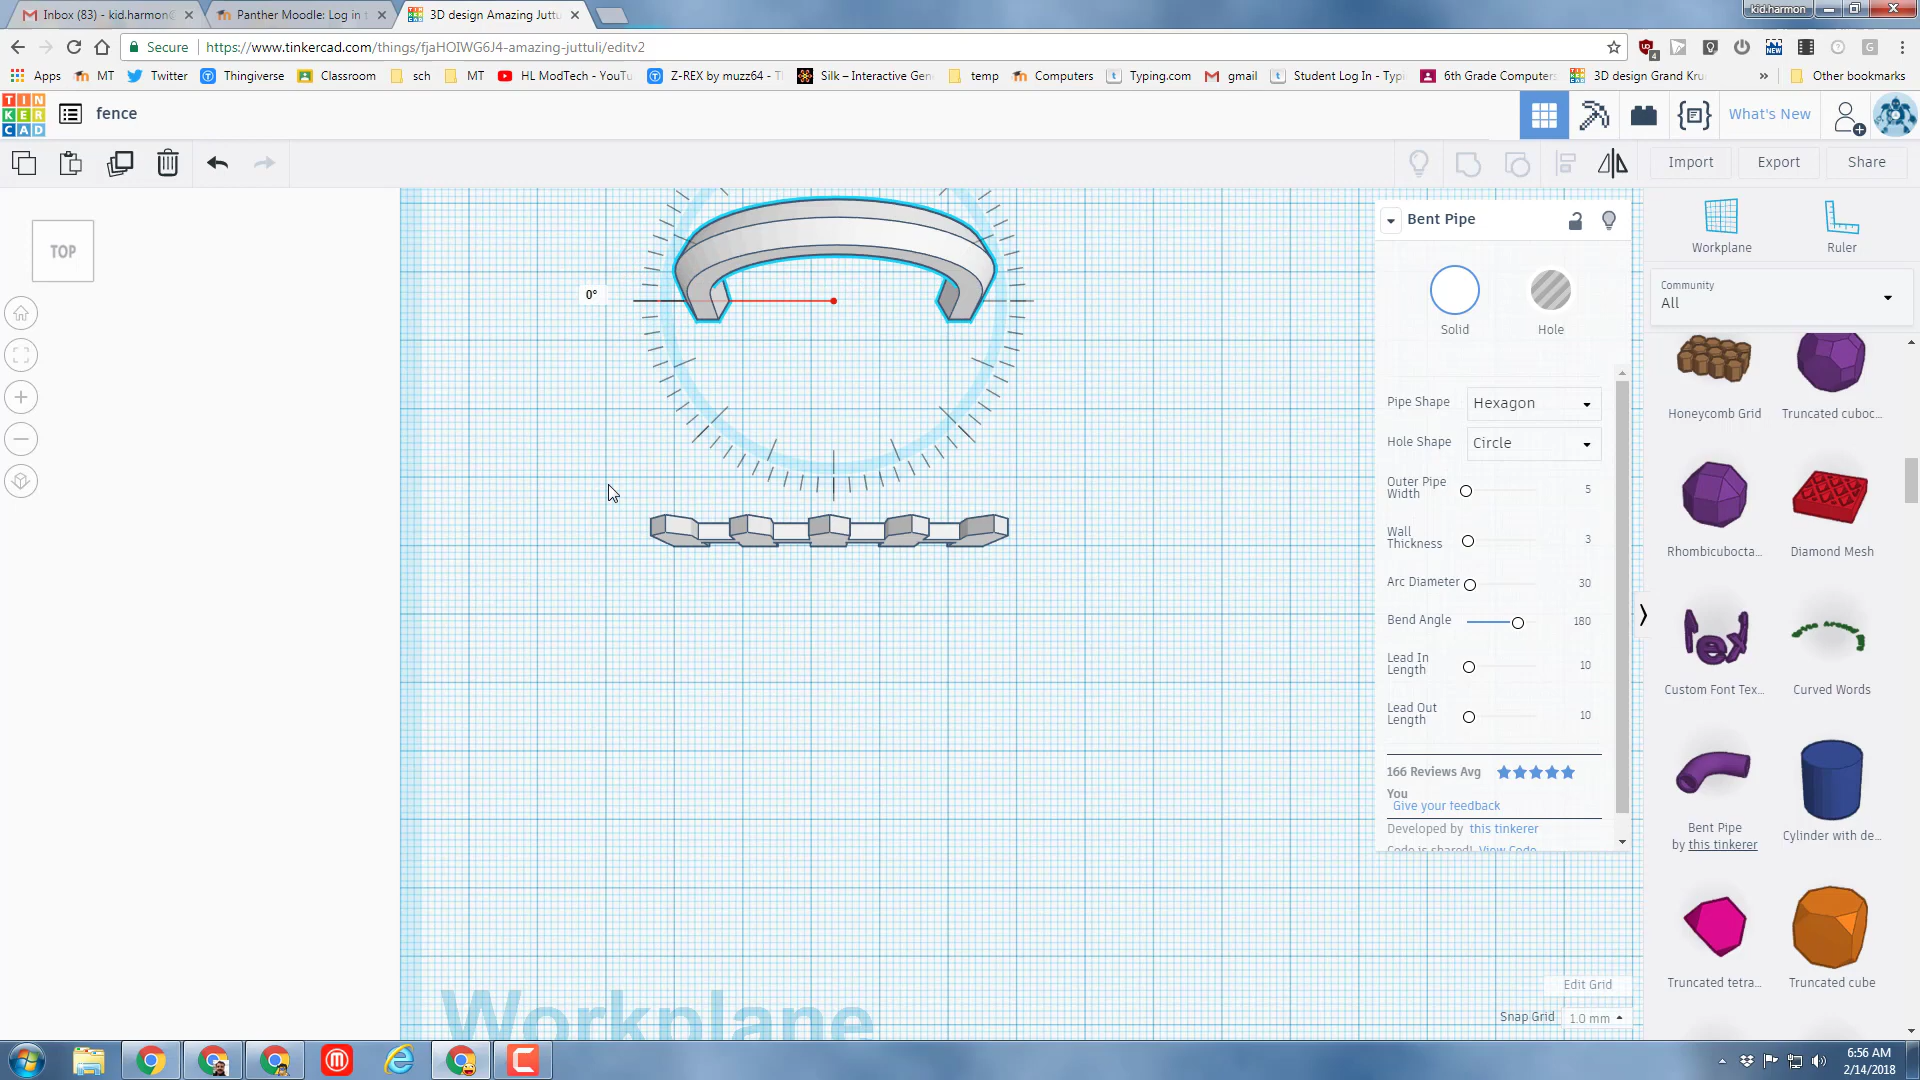 Inbox (83) - kid.harmon@
Panther Moodle: Log in t
3D design Amazing Juttu
kid.harmon
Secure
https://www.tinkercad.com/things/fjaHOIWG6J4-amazing-juttuli/editv2
4
NEW
G
Apps
MT
Twitter
Thingiverse
Classroom
sch
MT
HL ModTech - YouTu
Z-REX by muzz64 - T
Silk – Interactive Gen
temp
Computers
Typing.com
gmail
Student Log In - Typi
6th Grade Computers
3D design Grand Kru
»
Other bookmarks
TIN
KER
CAD
fence
What's New
Import
Export
Share
TOP
0°
Bent Pipe
Solid
Hole
Pipe Shape
Hexagon
Hole Shape
Circle
Outer Pipe
Width
5
Wall
Thickness
3
Arc Diameter
30
Bend Angle
180
Lead In
Length
10
Lead Out
Length
10
166 Reviews Avg
You
Give your feedback
Developed by this tinkerer
Code is shared! View Code
Workplane
Ruler
Community
All
Honeycomb Grid
Truncated cuboc...
Rhombicubocta...
Diamond Mesh
Custom Font Tex...
Curved Words
Bent Pipe
by this tinkerer
Cylinder with de...
Truncated tetra...
Truncated cube
Edit Grid
Snap Grid
1.0 mm
Workplane
6:56 AM
2/14/2018